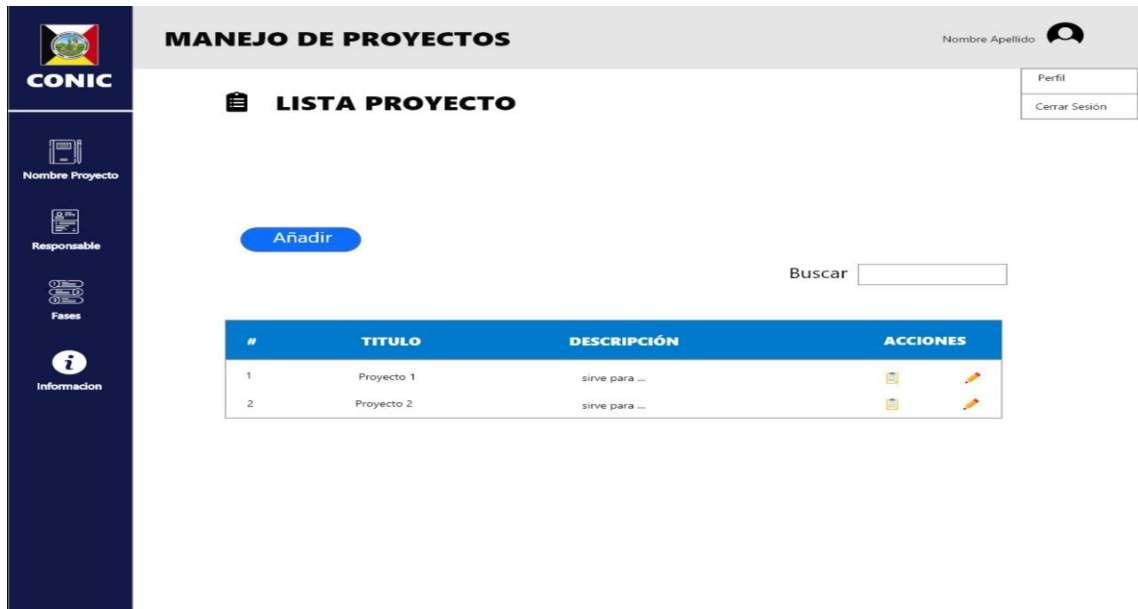 CONIC
Nombre Proyecto
Responsable
Fases
Informacion
MANEJO DE PROYECTOS
Nombre Apellido
Perfil
Cerrar Sesión
LISTA PROYECTO
Añadir
Buscar
# TITULO DESCRIPCIÓN ACCIONES
1 Proyecto 1 sirve para ...
2 Proyecto 2 sirve para ...